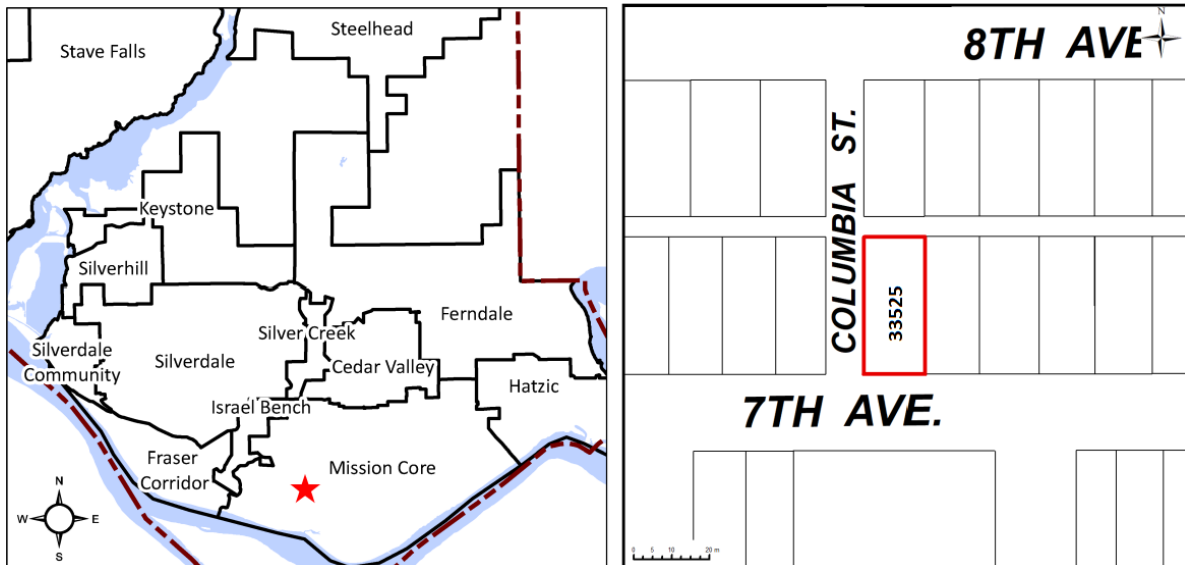 Steelhead
Stave Falls
Keystone
Silverhill
Ferndale
Silver Creek
Silverdale
Community
Silverdale
Cedar Valley
Hatzic
Israel Bench
Fraser
Corridor
Mission Core
N
W
E
S
N
8TH AVE
COLUMBIA ST.
33525
7TH AVE.
0 5 10 20 m